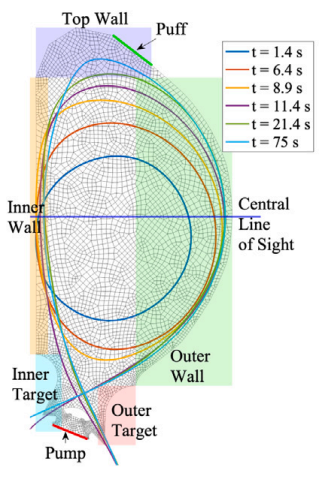 Top Wall
Puff
t = 1.4 s
t = 6.4 s
t = 8.9 s
t = 11.4 s
t = 21.4 s
t = 75 s
Inner
Wall
Central
Line
of Sight
Outer
Wall
Inner
Target
Outer
Target
Pump